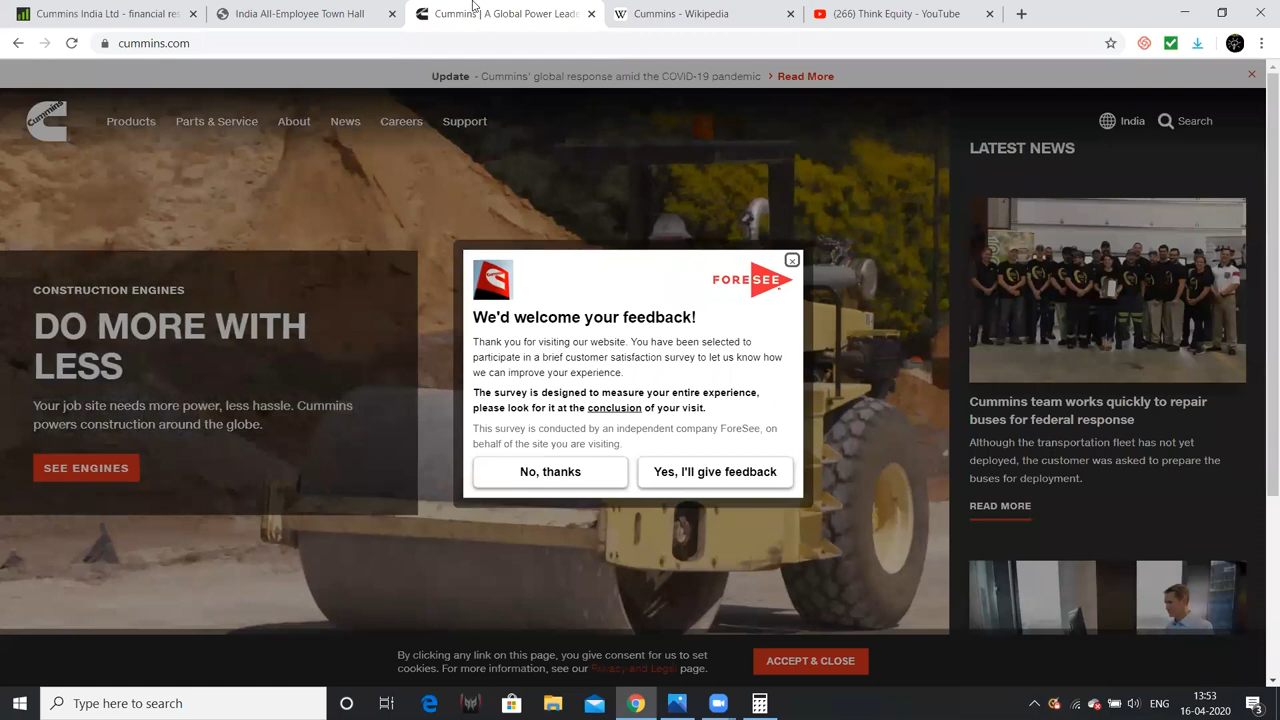 India Ltd - financial res
India All-Employee Town Hall
Cummins | A Global Power Leade
Cummins - Wikipedia
(266) Think Equity - YouTube
cummins.com
Update - Cummins' global response amid the COVID-19 pandemic > Read More
Cummins
Products
Parts & Service
About
News
Careers
Support
India
Search
LATEST NEWS
CONSTRUCTION ENGINES
DO MORE WITH
LESS
Your job site needs more power, less hassle. Cummins
powers construction around the globe.
SEE ENGINES
FORESEE
We'd welcome your feedback!
Thank you for visiting our website. You have been selected to
participate in a brief customer satisfaction survey to let us know how
we can improve your experience.
The survey is designed to measure your entire experience,
please look for it at the conclusion of your visit.
This survey is conducted by an independent company ForeSee, on
behalf of the site you are visiting.
No, thanks
Yes, I'll give feedback
Cummins team works quickly to repair
buses for federal response
Although the transportation fleet has not yet
deployed, the customer was asked to prepare the
buses for deployment.
READ MORE
By clicking any link on this page, you give consent for us to set
cookies. For more information, see our Privacy and Legal page.
ACCEPT & CLOSE
Type here to search
ENG
13:53
16-04-2020
3